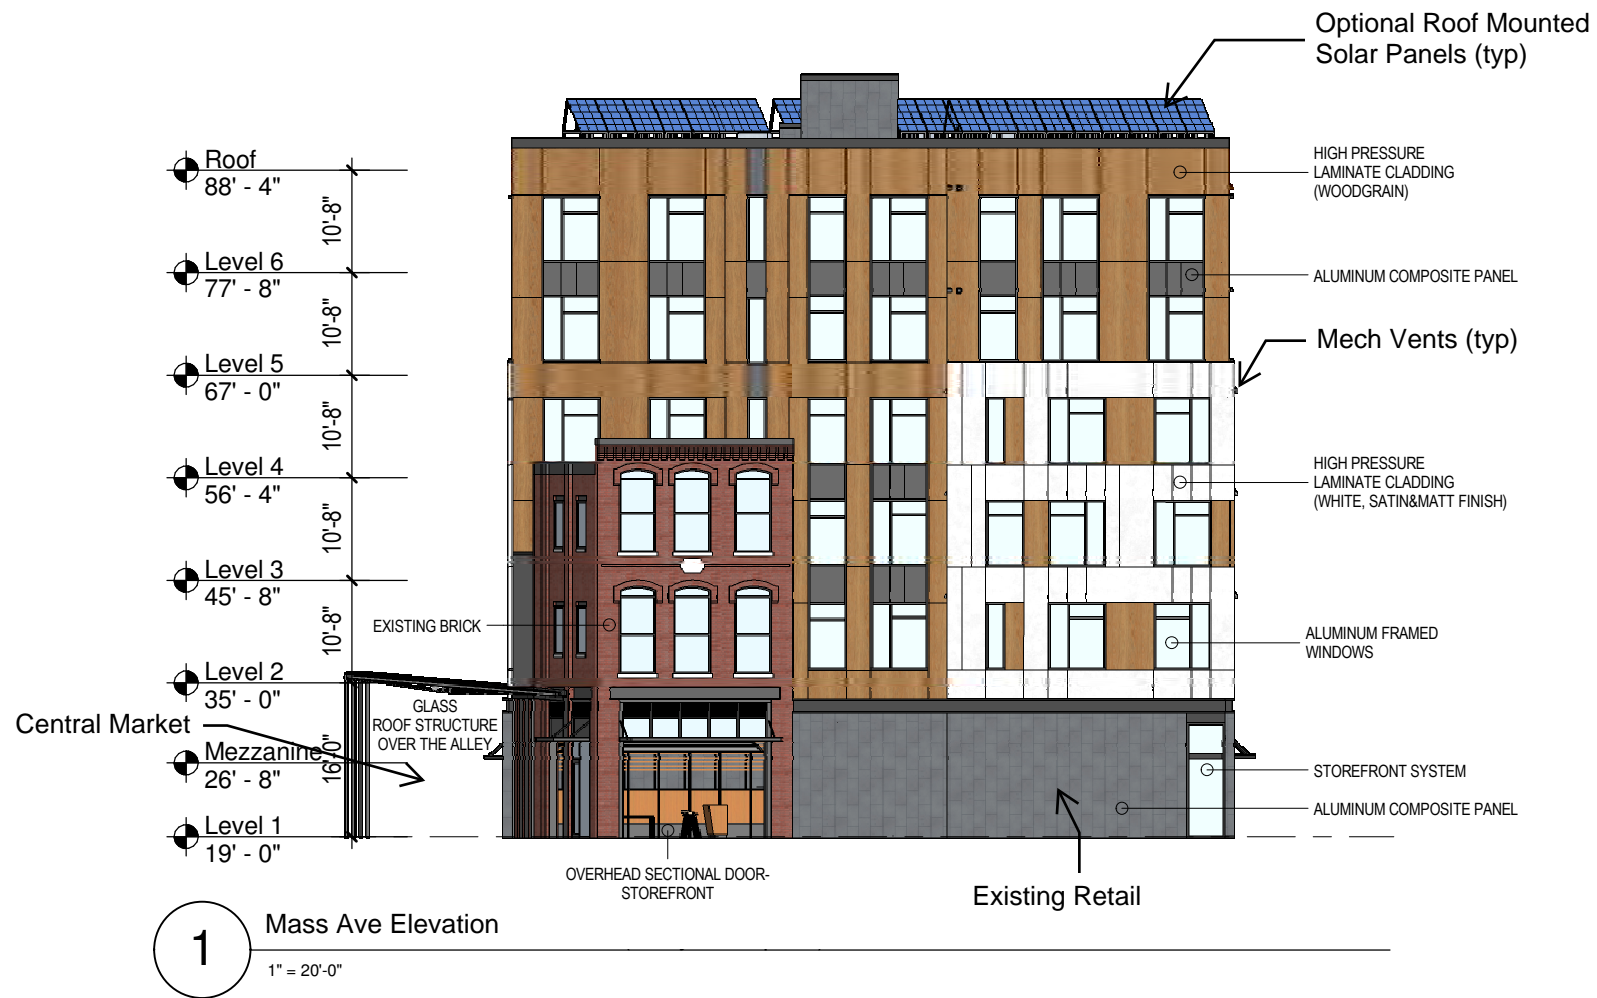 Optional Roof Mounted
Solar Panels (typ)
Roof
88' - 4"
HIGH PRESSURE
LAMINATE CLADDING
(WOODGRAIN)
10'-8"
Level 6
77' - 8"
ALUMINUM COMPOSITE PANEL
10'-8"
Mech Vents (typ)
Level 5
67' - 0"
10'-8"
Level 4
56' - 4"
HIGH PRESSURE
LAMINATE CLADDING
(WHITE, SATIN&MATT FINISH)
10'-8"
Level 3
45' - 8"
EXISTING BRICK
10'-8"
ALUMINUM FRAMED
WINDOWS
Level 2
35' - 0"
GLASS
ROOF STRUCTURE
OVER THE ALLEY
Central Market
Mezzanine
26' - 8"
16'-0"
STOREFRONT SYSTEM
ALUMINUM COMPOSITE PANEL
Level 1
19' - 0"
OVERHEAD SECTIONAL DOOR-
STOREFRONT
Existing Retail
1
Mass Ave Elevation
1" = 20'-0"